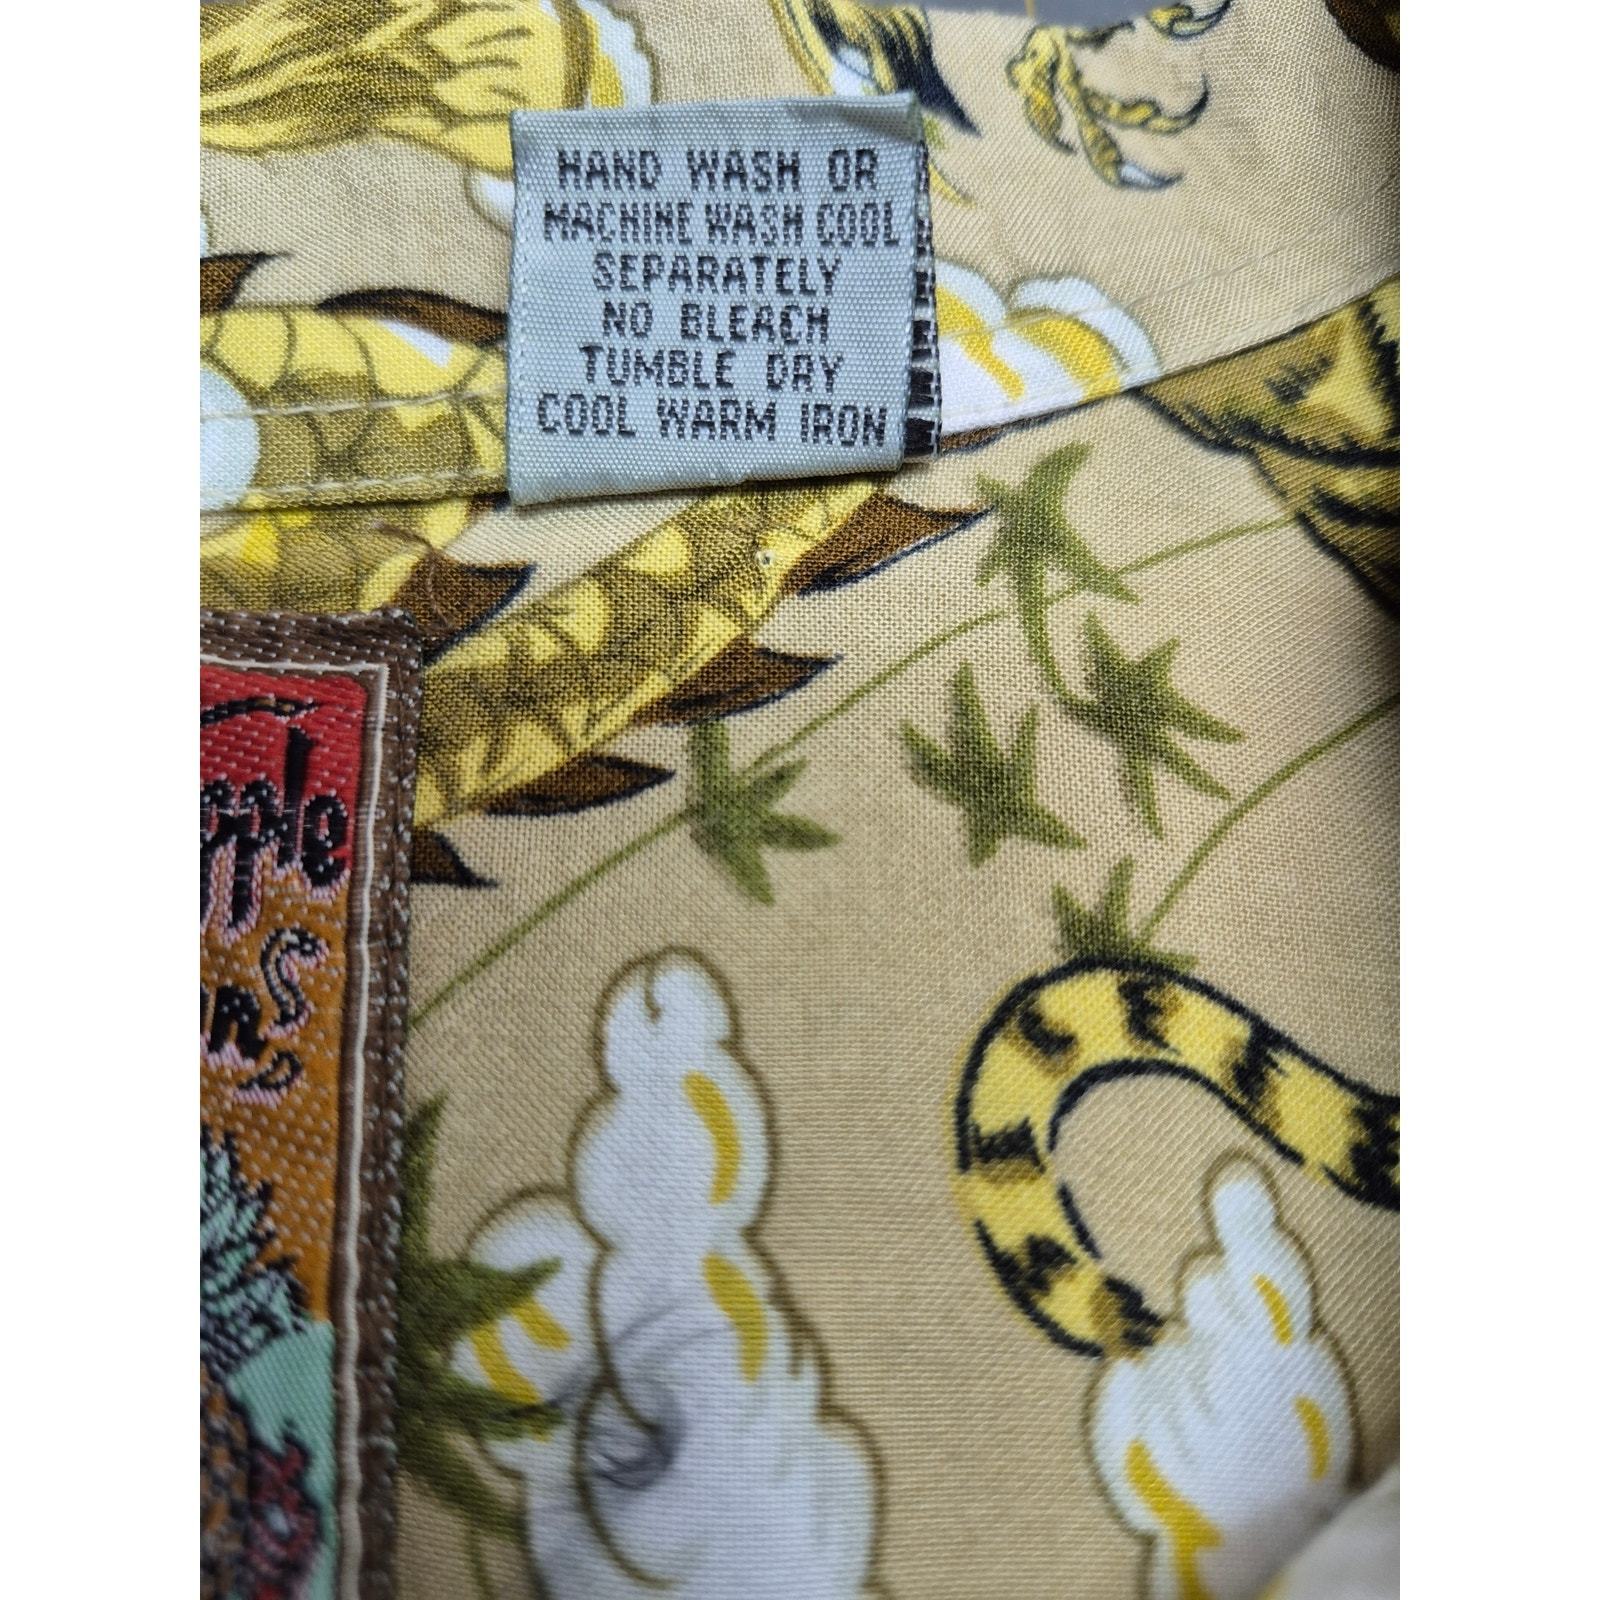 HAND WASH OR
MACHINE WASH COOL
SEPARATELY
NO BLEACH
TUMBLE DRY
COOL WARM IRON